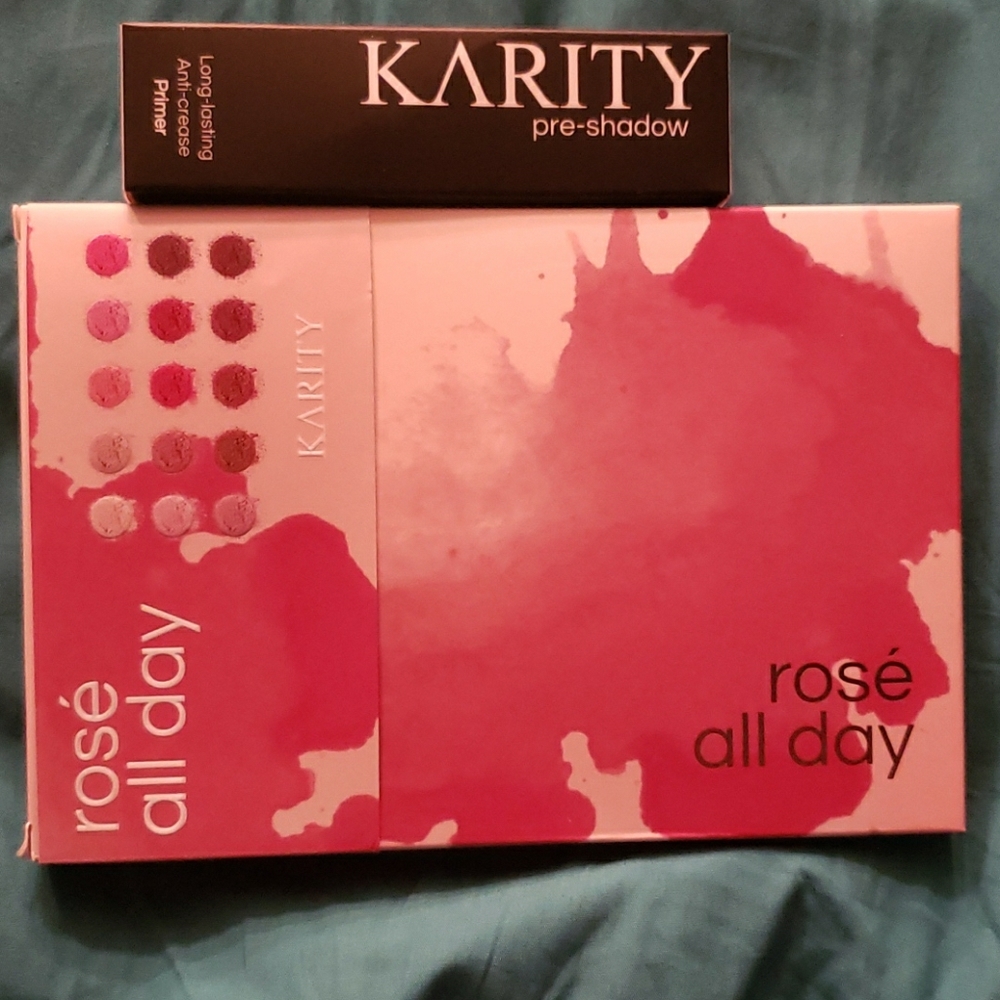 KARITY
pre-shadow
Long-lasting
Anti-crease
Primer
KARITY
rosé
all day
rosé
all day